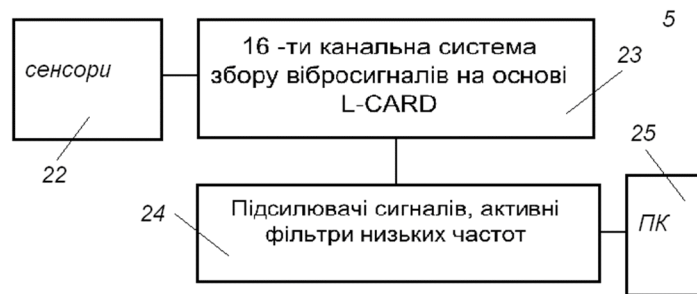 5
сенсори
16 -ти канальна система
збору вібросигналів на основі
L-CARD
23
22
25
24
Підсилювачі сигналів, активні
фільтри низьких частот
ПК